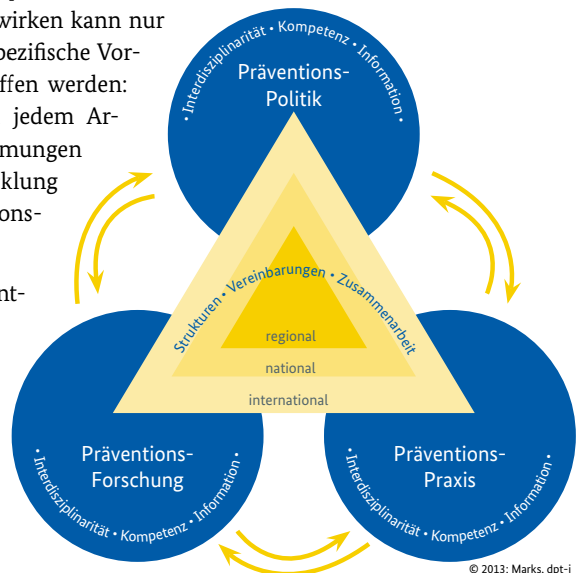 wirken kann nur
pezifische Vor-
ffen werden:
jedem Ar-
mungen
klung
ons-
nt-
• Interdisziplinarität • Kompetenz • Information •
Präventions-
Politik
Strukturen • Vereinbarungen • Zusammenarbeit
regional
national
international
Präventions-
Forschung
• Interdisziplinarität • Kompetenz • Information •
Präventions-
Praxis
• Interdisziplinarität • Kompetenz • Information •
© 2013: Marks, dpt-i